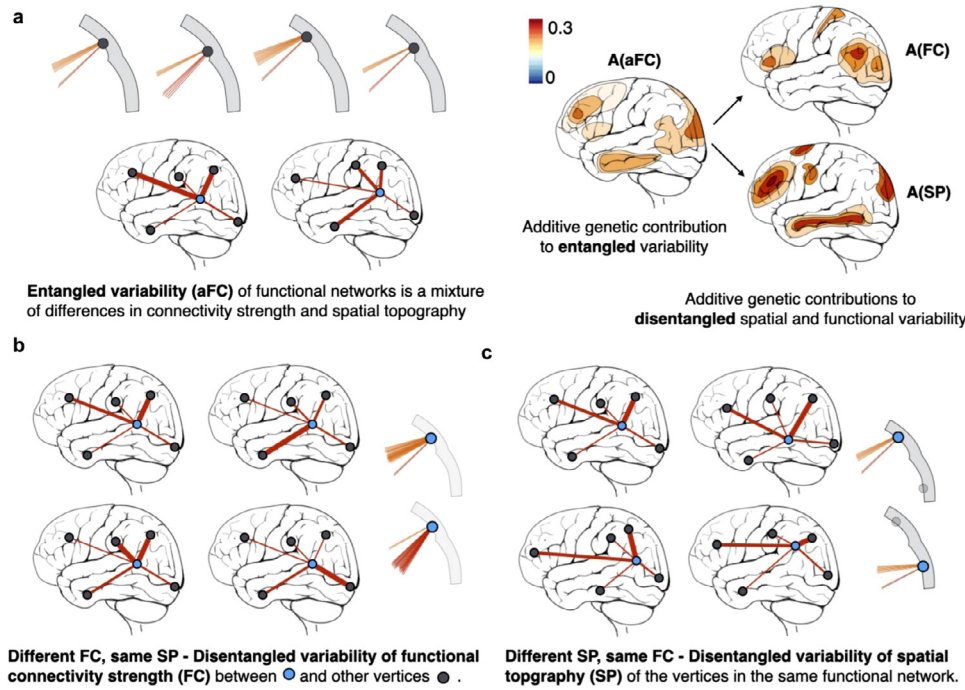 a
0.3
0
A(aFC)
A(FC)
A(SP)
Additive genetic contribution
to entangled variability
Entangled variability (aFC) of functional networks is a mixture
of differences in connectivity strength and spatial topography
Additive genetic contributions to
disentangled spatial and functional variability
b
c
Different FC, same SP - Disentangled variability of functional
connectivity strength (FC) between and other vertices .
Different SP, same FC - Disentangled variability of spatial
topgraphy (SP) of the vertices in the same functional network.